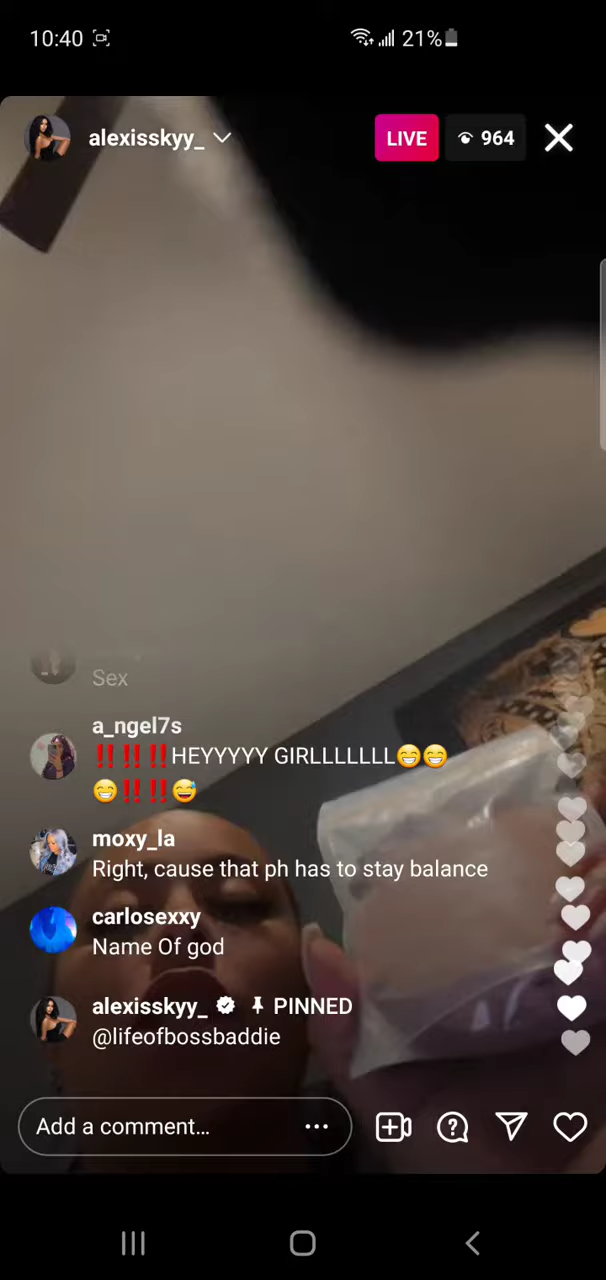 10:40
21%
alexisskyy_
LIVE
964
Sex
a_ngel7s
‼️‼️‼️HEYYYYY GIRLLLLLLL😁😁
😁‼️‼️😅
moxy_la
Right, cause that ph has to stay balance
carlosexxy
Name Of god
alexisskyy_ PINNED
@lifeofbossbaddie
Add a comment…